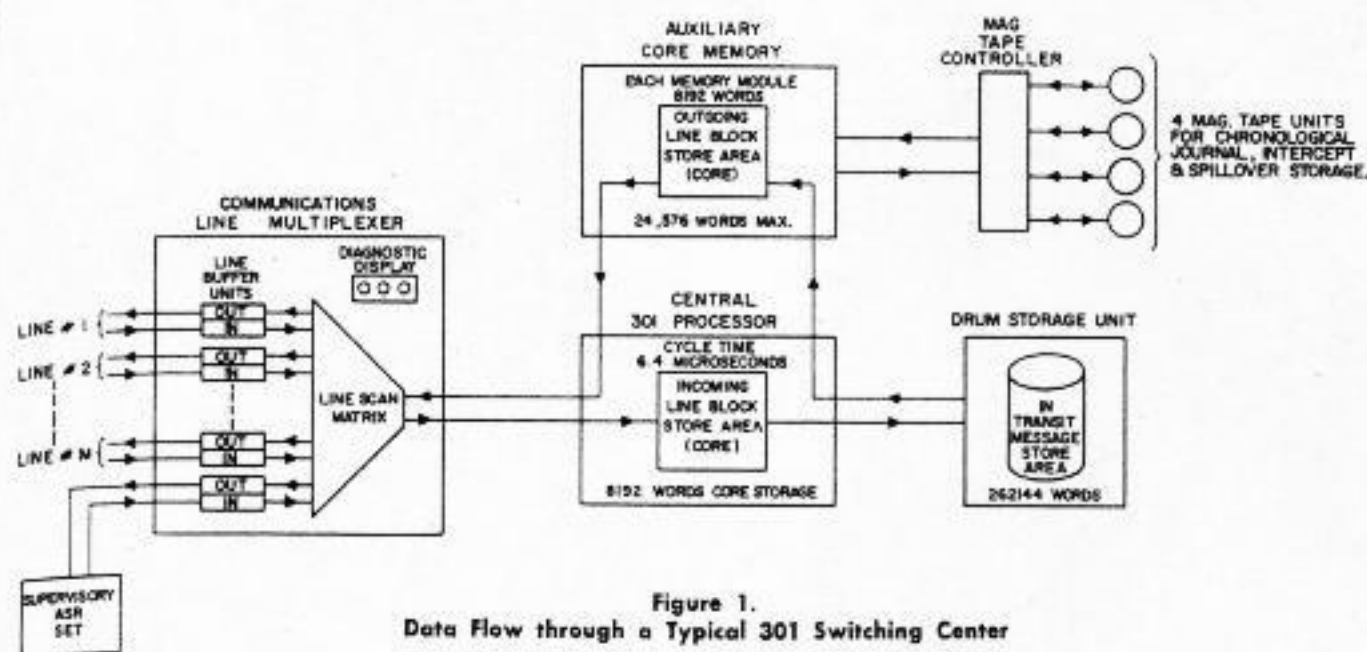 AUXILIARY
CORE MEMORY
EACH MEMORY MODULE
8192 WORDS
OUTGOING
LINE BLOCK
STORE AREA
(CORE)
24,576 WORDS MAX.
MAG
TAPE
CONTROLLER
4 MAG. TAPE UNITS
FOR CHRONOLOGICAL
JOURNAL, INTERCEPT
& SPILLOVER STORAGE.
COMMUNICATIONS
LINE MULTIPLEXER
LINE
BUFFER
UNITS
DIAGNOSTIC
DISPLAY
LINE # 1
OUT
IN
LINE # 2
OUT
IN
LINE # N
OUT
IN
OUT
IN
LINE SCAN
MATRIX
SUPERVISORY
ASR
SET
CENTRAL
301 PROCESSOR
CYCLE TIME
6.4 MICROSECONDS
INCOMING
LINE BLOCK
STORE AREA
(CORE)
8192 WORDS CORE STORAGE
DRUM STORAGE UNIT
IN
TRANSIT
MESSAGE
STORE
AREA
262144 WORDS
Figure 1.
Data Flow through a Typical 301 Switching Center